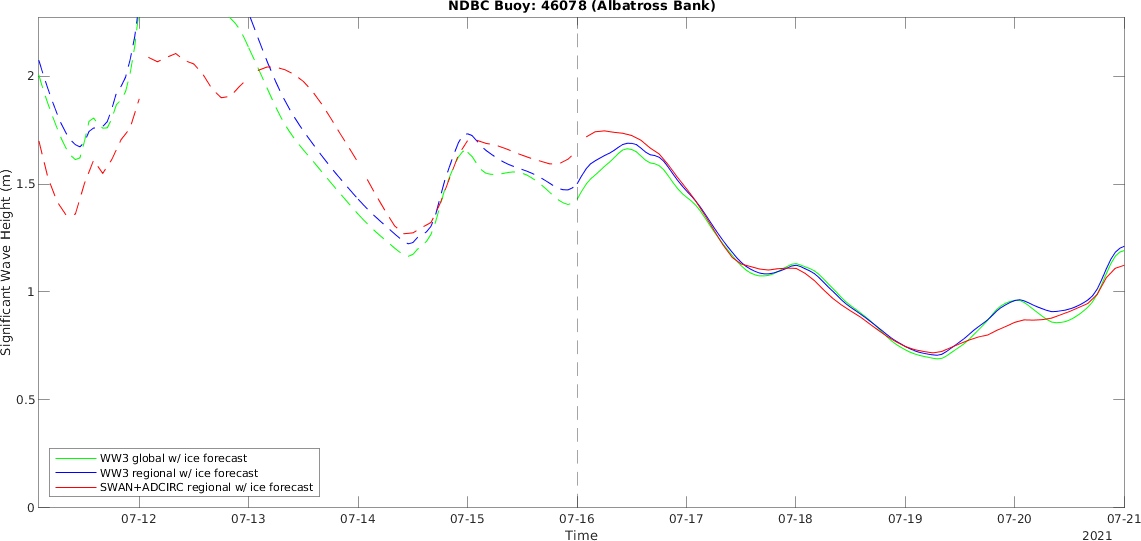 NDBC Buoy: 46078 (Albatross Bank)
Significant Wave Height (m)
2
1.5
1
0.5
0
WW3 global w/ ice forecast
WW3 regional w/ ice forecast
SWAN+ADCIRC regional w/ ice forecast
07-12 07-13 07-14 07-15 07-16 07-17 07-18 07-19 07-20 07-21
Time
2021